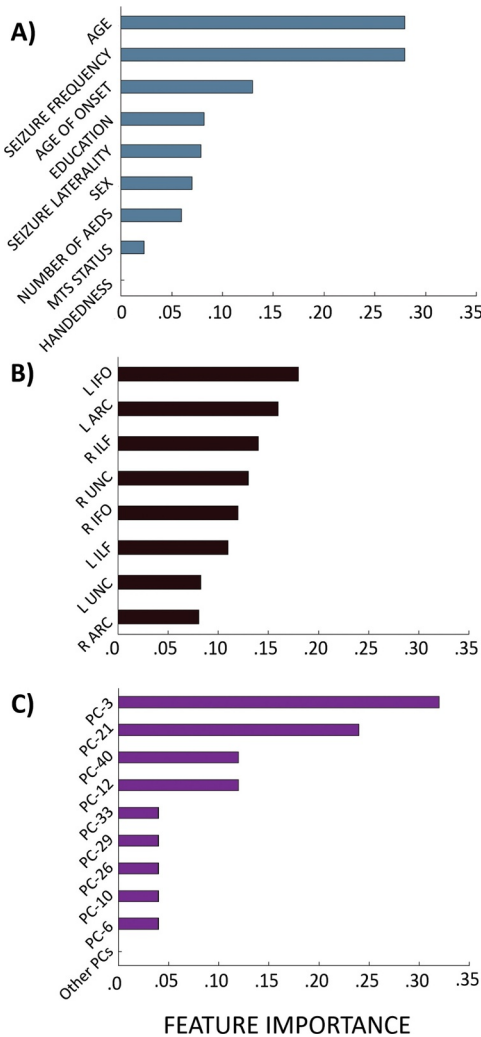 A)
AGE
SEIZURE FREQUENCY
AGE OF ONSET
EDUCATION
SEIZURE LATERALITY
SEX
NUMBER OF AEDS
MTS STATUS
HANDEDNESS
0 .05 .10 .15 .20 .25 .30 .35
B)
L IFO
L ARC
R ILF
R UNC
R IFO
L ILF
L UNC
R ARC
.0 .05 .10 .15 .20 .25 .30 .35
C)
PC-3
PC-21
PC-40
PC-12
PC-33
PC-29
PC-26
PC-10
PC-6
Other PCs
.0 .05 .10 .15 .20 .25 .30 .35
FEATURE IMPORTANCE